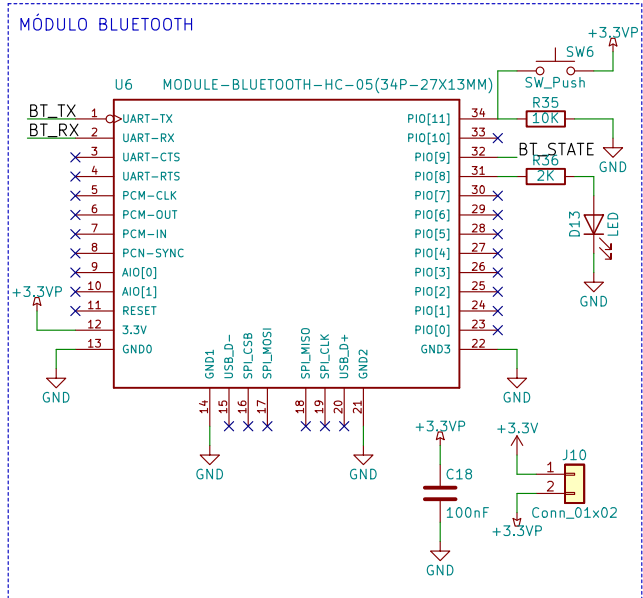 MÓDULO BLUETOOTH
+3.3VP
SW6
SW_Push
U6
MODULE-BLUETOOTH-HC-05(34P-27X13MM)
BT_TX
1
UART-TX
BT_RX
2
UART-RX
3
UART-CTS
4
UART-RTS
5
PCM-CLK
6
PCM-OUT
7
PCM-IN
8
PCN-SYNC
9
AIO[0]
10
AIO[1]
11
RESET
+3.3VP
12
3.3V
13
GND0
GND
PIO[11]
34
R35
10K
GND
PIO[10]
33
PIO[9]
32
BT_STATE
PIO[8]
31
R36
2K
D13
LED
GND
PIO[7]
30
PIO[6]
29
PIO[5]
28
PIO[4]
27
PIO[3]
26
PIO[2]
25
PIO[1]
24
PIO[0]
23
GND3
22
GND
GND1
14
GND
USB_D-
15
SPI_CSB
16
SPI_MOSI
17
SPI_MISO
18
SPI_CLK
19
USB_D+
20
GND2
21
GND
+3.3VP
C18
100nF
GND
+3.3V
J10
1
2
Conn_01x02
+3.3VP